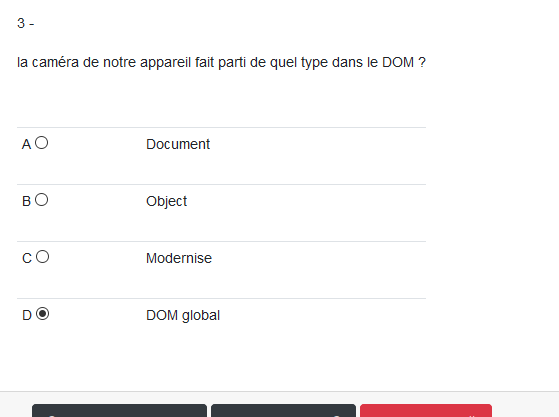 3 -
la caméra de notre appareil fait parti de quel type dans le DOM ?
A Document
B Object
C Modernise
D DOM global